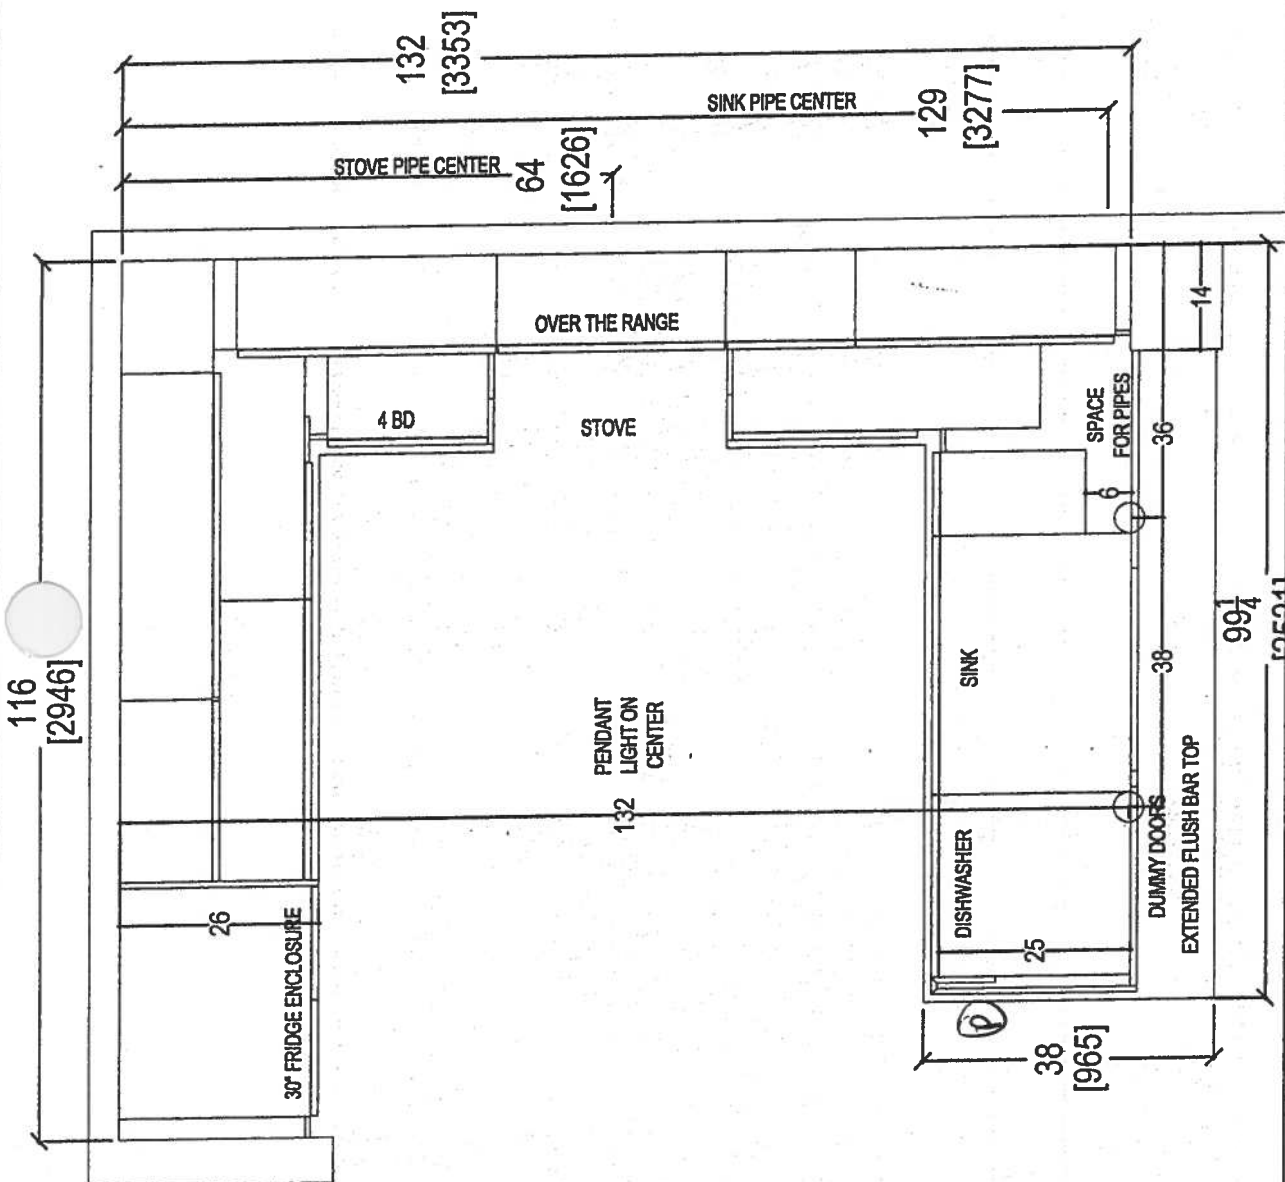 132
[3353]
SINK PIPE CENTER
129
[3277]
STOVE PIPE CENTER
64
[1626]
OVER THE RANGE
14
4 BD
STOVE
SPACE
FOR PIPES
36
6
116
[2946]
SINK
38
99 1/4
PENDANT
LIGHT ON
CENTER
132
DISHWASHER
DUMMY DOORS
EXTENDED FLUSH BAR TOP
26
30" FRIDGE ENCLOSURE
25
P
38
[965]